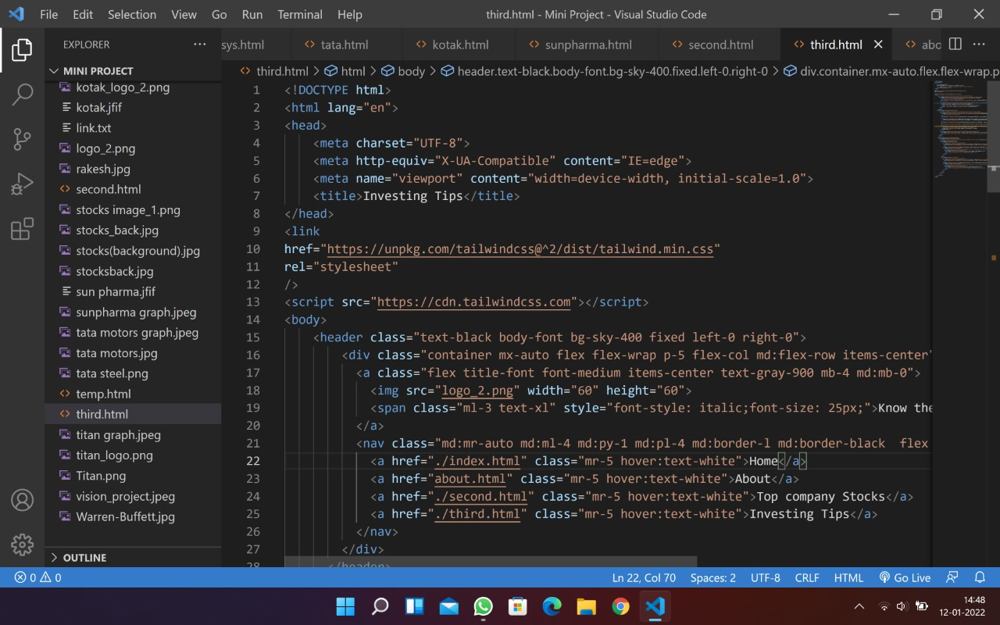 File Edit Selection View Go Run Terminal Help third.html - Mini Project - Visual Studio Code
EXPLORER
sys.html tata.html kotak.html sunpharma.html second.html third.html abo
MINI PROJECT
third.html > html > body > header.text-black.body-font.bg-sky-400.fixed.left-0.right-0 > div.container.mx-auto.flex.flex-wrap.p
kotak_logo_2.png
kotak.jfif
link.txt
logo_2.png
rakesh.jpg
second.html
stocks image_1.png
stocks_back.jpg
stocks(background).jpg
stocksback.jpg
sun pharma.jfif
sunpharma graph.jpeg
tata motors graph.jpeg
tata motors.jpg
tata steel.png
temp.html
third.html
titan graph.jpeg
titan_logo.png
Titan.png
vision_project.jpeg
Warren-Buffett.jpg
OUTLINE
1 <!DOCTYPE html>
2 <html lang="en">
3 <head>
4 <meta charset="UTF-8">
5 <meta http-equiv="X-UA-Compatible" content="IE=edge">
6 <meta name="viewport" content="width=device-width, initial-scale=1.0">
7 <title>Investing Tips</title>
8 </head>
9 <link
10 href="https://unpkg.com/tailwindcss@^2/dist/tailwind.min.css"
11 rel="stylesheet"
12 />
13 <script src="https://cdn.tailwindcss.com"></script>
14 <body>
15 <header class="text-black body-font bg-sky-400 fixed left-0 right-0">
16 <div class="container mx-auto flex flex-wrap p-5 flex-col md:flex-row items-center"
17 <a class="flex title-font font-medium items-center text-gray-900 mb-4 md:mb-0">
18 <img src="logo_2.png" width="60" height="60">
19 <span class="ml-3 text-xl" style="font-style: italic;font-size: 25px;">Know the
20 </a>
21 <nav class="md:mr-auto md:ml-4 md:py-1 md:pl-4 md:border-l md:border-black  flex
22 <a href="./index.html" class="mr-5 hover:text-white">Home</a>
23 <a href="about.html" class="mr-5 hover:text-white">About</a>
24 <a href="./second.html" class="mr-5 hover:text-white">Top company Stocks</a>
25 <a href="./third.html" class="mr-5 hover:text-white">Investing Tips</a>
26 </nav>
27 </div>
28 </header>
0 0 Ln 22, Col 70 Spaces: 2 UTF-8 CRLF HTML Go Live
14:48
12-01-2022